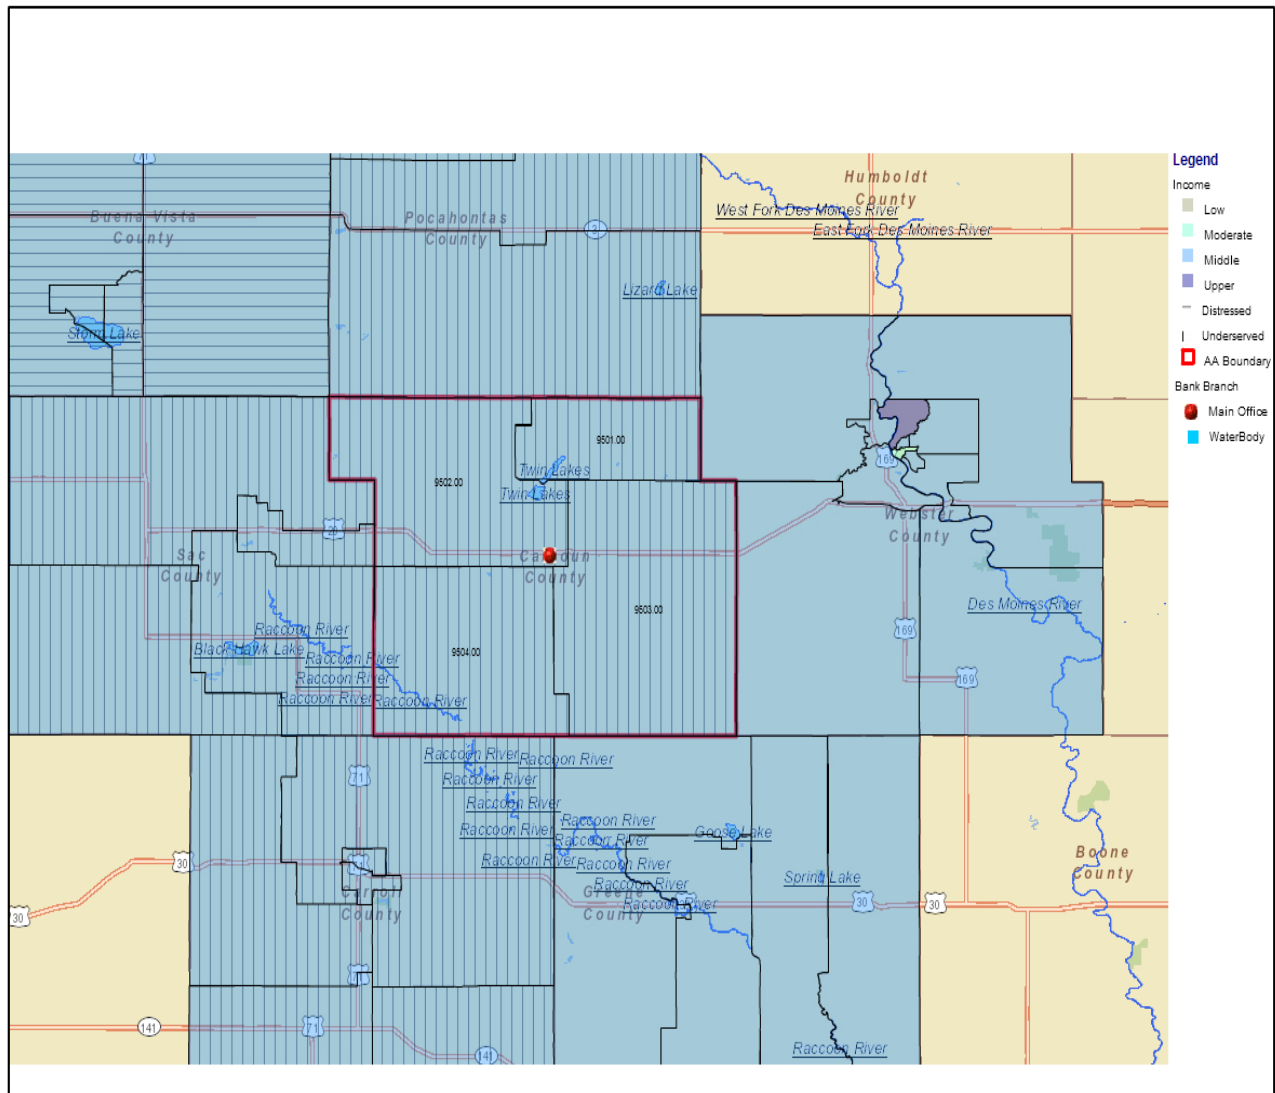 Legend
Income
Low
Moderate
Middle
Upper
Distressed
Underserved
AA Boundary
Bank Branch
Main Office
WaterBody
71
Humboldt
County
West Fork Des Moines River
East Fork Des Moines River
Buena Vista
County
Pocahontas
County
3
Lizard Lake
Storm Lake
9501.00
Twin Lakes
9502.00
Twin Lakes
169
Webster
County
20
Sac
County
Calhoun
County
Des Moines River
9503.00
Raccoon River
169
Black Hawk Lake
Raccoon River
9504.00
Raccoon River
169
Raccoon River
Raccoon River
Raccoon River
Raccoon River
71
Raccoon River
Raccoon River
Raccoon River
Raccoon River
Goose Lake
Raccoon River
Raccoon River
Raccoon River
30
Boone
County
Spring Lake
Raccoon River
Carroll
County
Greene
County
Raccoon River
30
30
30
71
141
71
141
Raccoon River